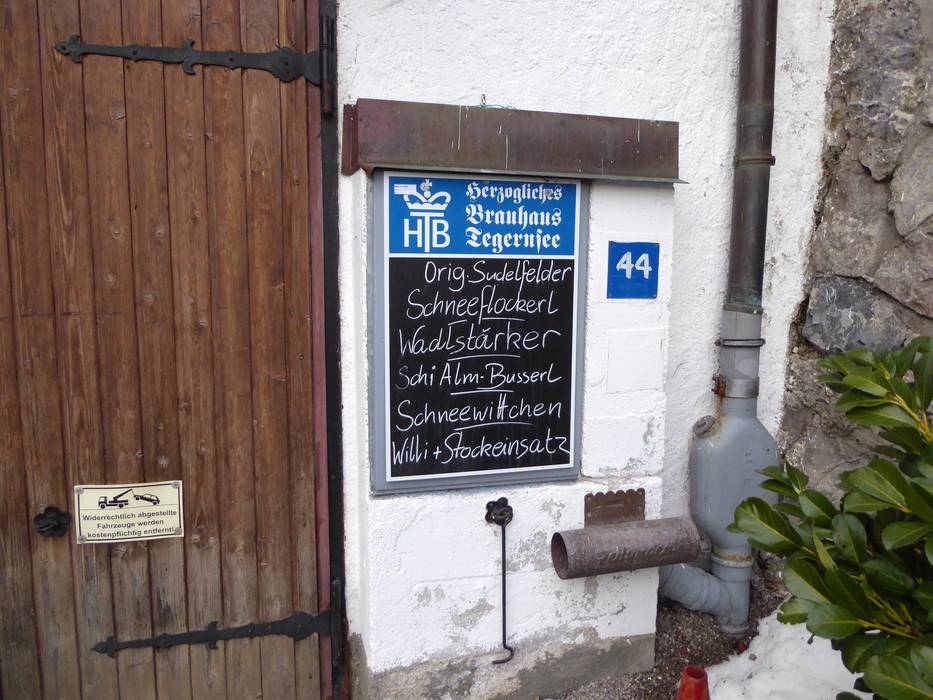 Herzogliches
Brauhaus
Tegernsee
HTB
Orig. Sudelfelder
Schneeflockerl
Wadlstärker
Schi Alm-Busserl
Schneewittchen
Willi + Stockeinsatz
44
Widerrechtlich abgestellte
Fahrzeuge werden
kostenpflichtig entfernt!